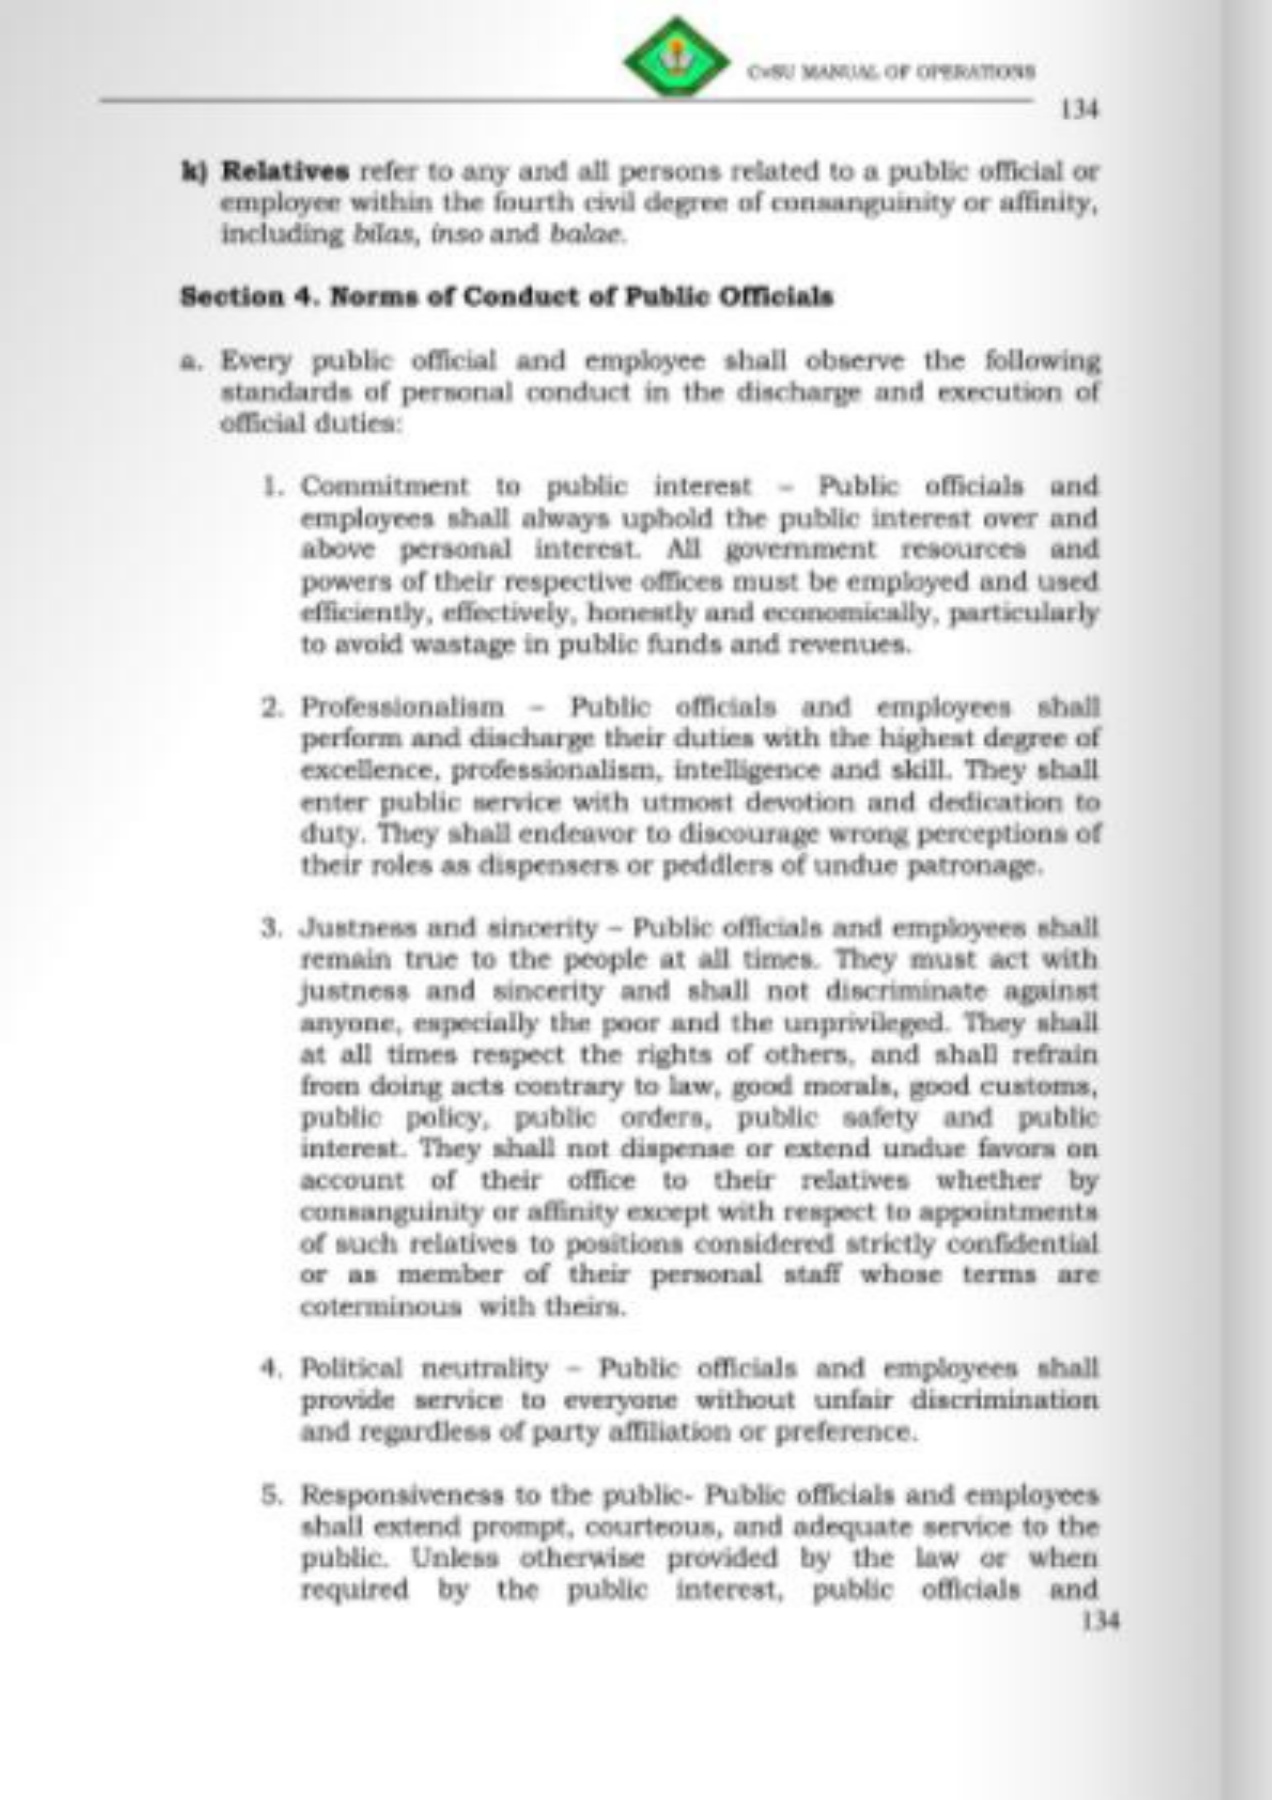 CvSU MANUAL OF OPERATIONS
134
k) Relatives refer to any and all persons related to a public official or
employee within the fourth civil degree of consanguinity or affinity,
including bilas, inso and balae.
Section 4. Norms of Conduct of Public Officials
a. Every public official and employee shall observe the following
standards of personal conduct in the discharge and execution of
official duties:
1. Commitment to public interest – Public officials and
employees shall always uphold the public interest over and
above personal interest. All government resources and
powers of their respective offices must be employed and used
efficiently, effectively, honestly and economically, particularly
to avoid wastage in public funds and revenues.
2. Professionalism – Public officials and employees shall
perform and discharge their duties with the highest degree of
excellence, professionalism, intelligence and skill. They shall
enter public service with utmost devotion and dedication to
duty. They shall endeavor to discourage wrong perceptions of
their roles as dispensers or peddlers of undue patronage.
3. Justness and sincerity – Public officials and employees shall
remain true to the people at all times. They must act with
justness and sincerity and shall not discriminate against
anyone, especially the poor and the unprivileged. They shall
at all times respect the rights of others, and shall refrain
from doing acts contrary to law, good morals, good customs,
public policy, public orders, public safety and public
interest. They shall not dispense or extend undue favors on
account of their office to their relatives whether by
consanguinity or affinity except with respect to appointments
of such relatives to positions considered strictly confidential
or as member of their personal staff whose terms are
coterminous with theirs.
4. Political neutrality – Public officials and employees shall
provide service to everyone without unfair discrimination
and regardless of party affiliation or preference.
5. Responsiveness to the public- Public officials and employees
shall extend prompt, courteous, and adequate service to the
public. Unless otherwise provided by the law or when
required by the public interest, public officials and
134